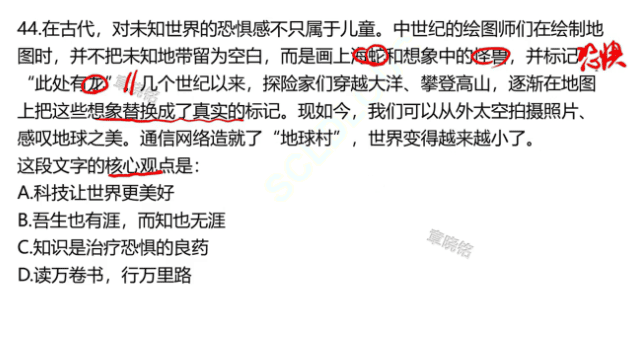 44.在古代，对未知世界的恐惧感不只属于儿童。中世纪的绘图师们在绘制地
图时，并不把未知地带留为空白，而是画上海蛇和想象中的怪兽，并标记 恐惧
“此处有龙”。几个世纪以来，探险家们穿越大洋、攀登高山，逐渐在地图
上把这些想象替换成了真实的标记。现如今，我们可以从外太空拍摄照片、
感叹地球之美。通信网络造就了“地球村”，世界变得越来越小了。
这段文字的核心观点是：
A.科技让世界更美好
B.吾生也有涯，而知也无涯
C.知识是治疗恐惧的良药
D.读万卷书，行万里路
章晓铭
章晓铭